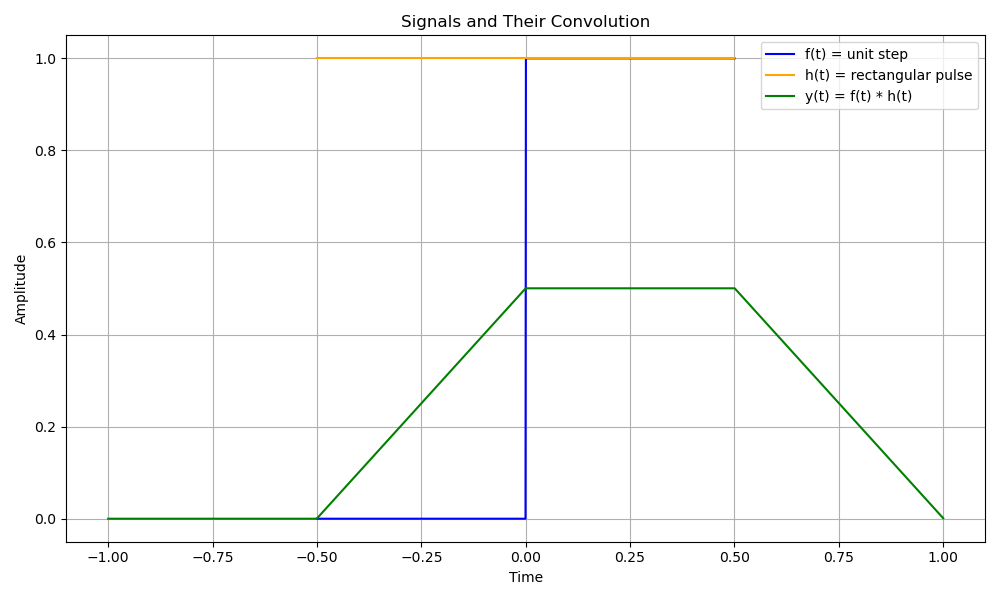 Signals and Their Convolution
f(t) = unit step
h(t) = rectangular pulse
y(t) = f(t) * h(t)
Amplitude
1.0
0.8
0.6
0.4
0.2
0.0
−1.00 −0.75 −0.50 −0.25 0.00 0.25 0.50 0.75 1.00
Time